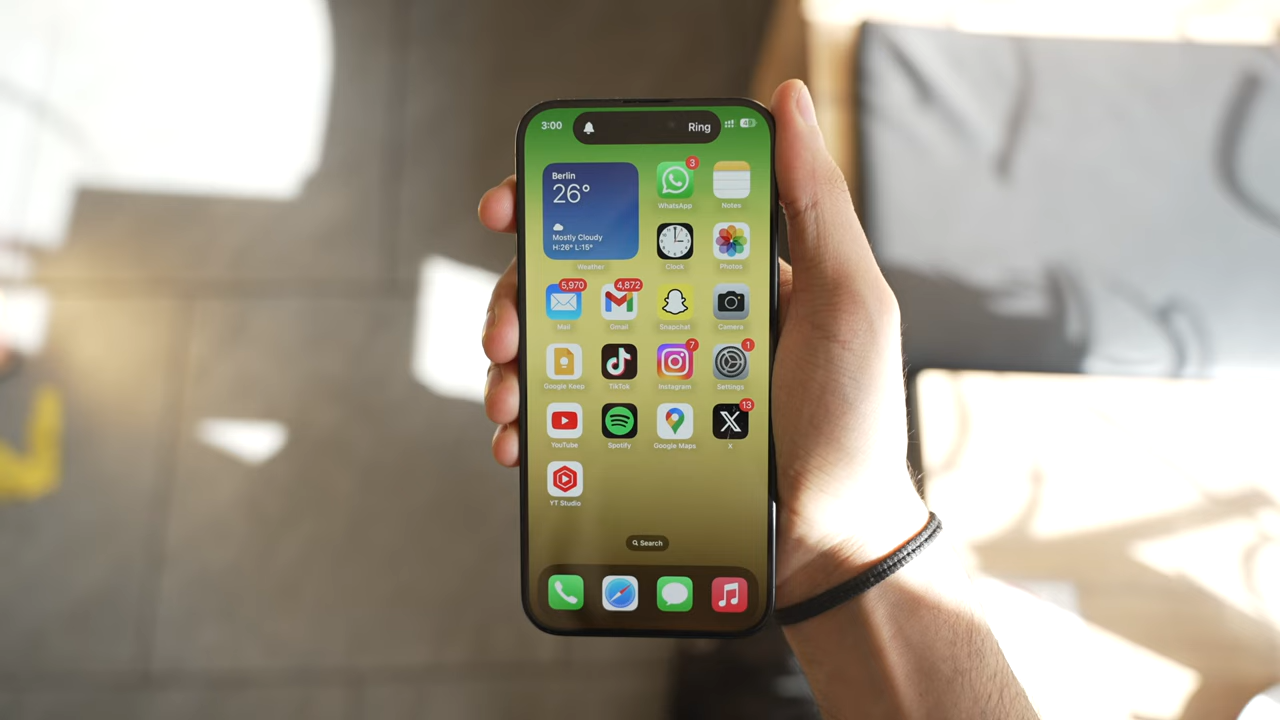 3:00
Ring
49
Berlin
26°
Mostly Cloudy
H:26° L:15°
Weather
3
WhatsApp
Notes
Clock
Photos
5,970
Mail
4,872
Gmail
Snapchat
Camera
Google Keep
TikTok
7
Instagram
1
Settings
YouTube
Spotify
Google Maps
13
X
YT Studio
Search